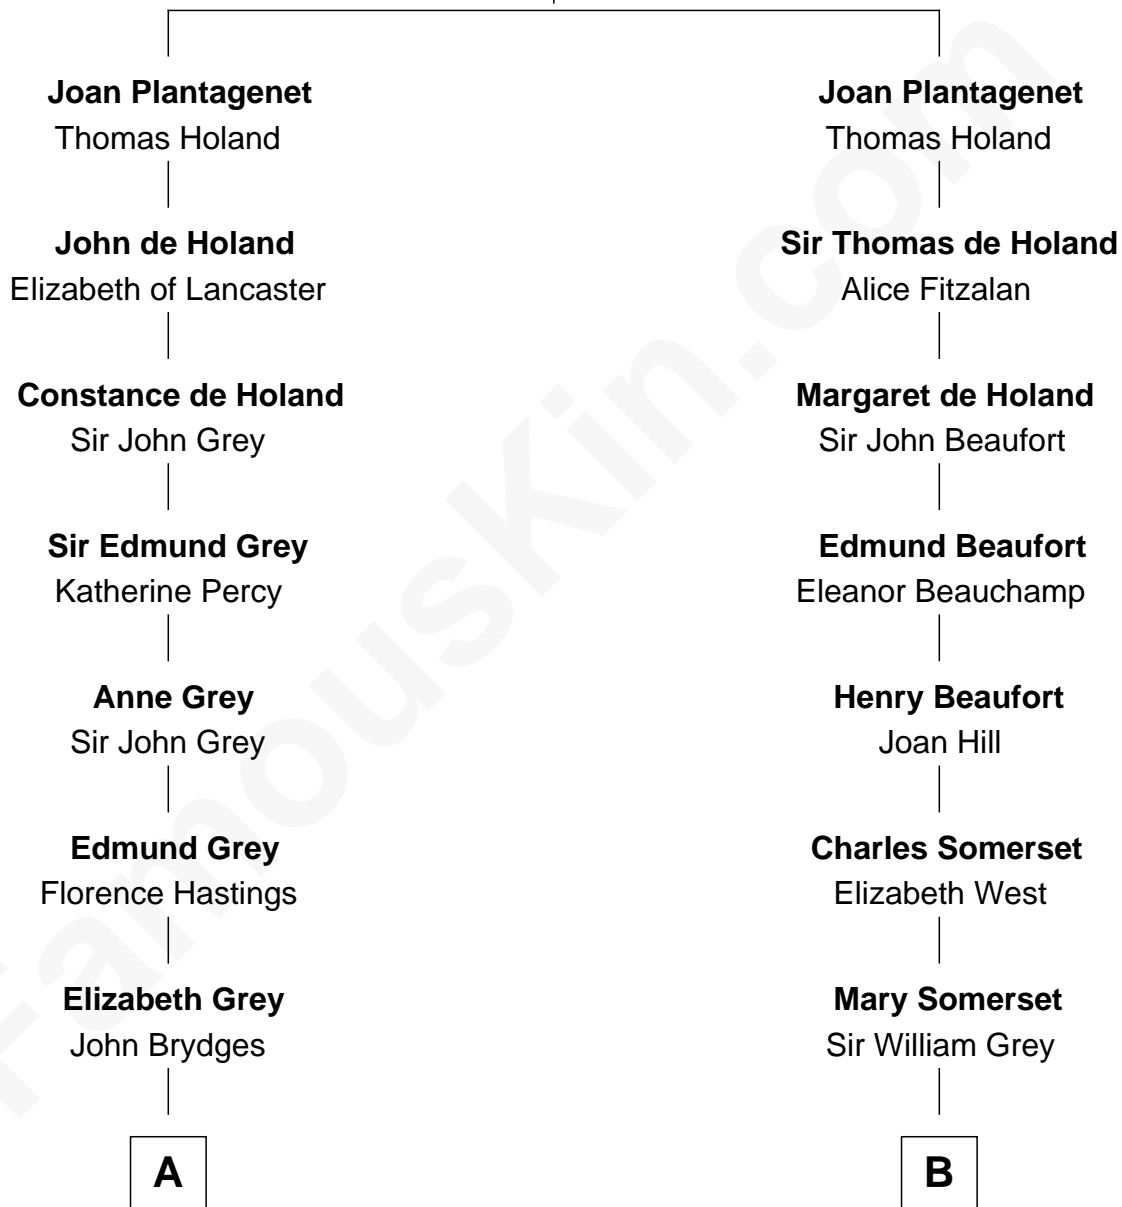 Joan Plantagenet
Thomas Holand
John de Holand
Elizabeth of Lancaster
Constance de Holand
Sir John Grey
Sir Edmund Grey
Katherine Percy
Anne Grey
Sir John Grey
Edmund Grey
Florence Hastings
Elizabeth Grey
John Brydges
A
Joan Plantagenet
Thomas Holand
Sir Thomas de Holand
Alice Fitzalan
Margaret de Holand
Sir John Beaufort
Edmund Beaufort
Eleanor Beauchamp
Henry Beaufort
Joan Hill
Charles Somerset
Elizabeth West
Mary Somerset
Sir William Grey
B
FamousKin.com